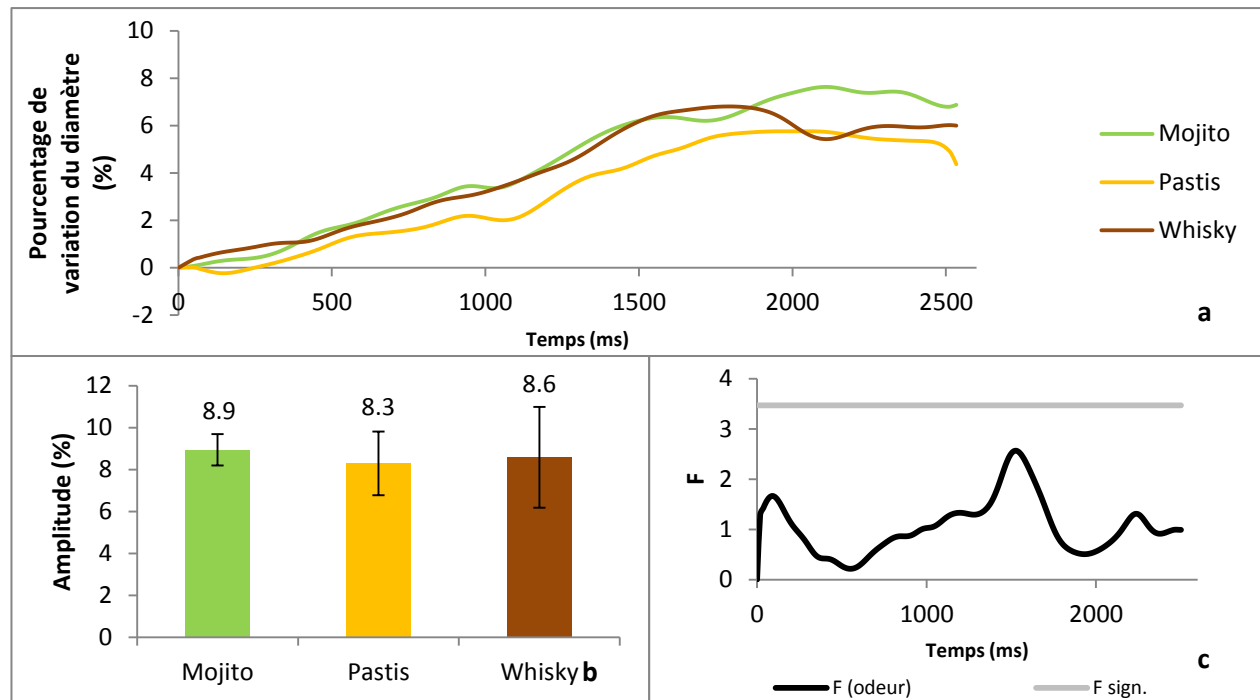 Pourcentage de
variation du diamètre
(%)
10
8
6
4
2
0
-2
0
500
1000
1500
2000
2500
Temps (ms)
Mojito
Pastis
Whisky
a
Amplitude (%)
12
10
8
6
4
2
0
8.9
8.3
8.6
Mojito
Pastis
Whisky
b
F
4
3
2
1
0
0
1000
2000
Temps (ms)
c
F (odeur)
F sign.